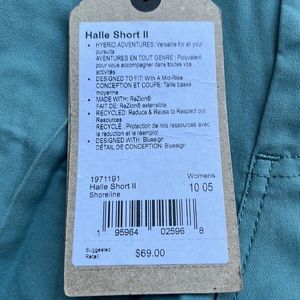 Halle Short II
• HYBRID ADVENTURES: Versatile for all your
pursuits
AVENTURES EN TOUT GENRE : Polyvalent,
pour vous accompagner dans toutes vos
activités
• DESIGNED TO FIT: With A Mid-Rise
CONCEPTION ET COUPE: Taille basse
moyenne
• MADE WITH: ReZion®
• FAIT DE: ReZion® extensible
• RECYCLED: Reduce & Reuse to Respect our
Resources
RECYCLÉ : Protection de nos ressources avec
la réduction et le réemploi
• DESIGNED WITH: Bluesign
DÉTAIL DE CONCEPTION: Bluesign
1971191
Womens
Halle Short II
10 05
Shoreline
1 95964 02596 8
Suggested
Retail:
$69.00